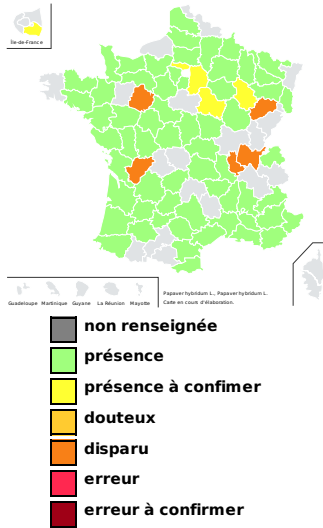 Île-de-France
Guadeloupe Martinique Guyane La Réunion Mayotte
Papaver hybridum L., Papaver hybridum L.
Carte en cours d'élaboration.
non renseignée
présence
présence à confimer
douteux
disparu
erreur
erreur à confirmer